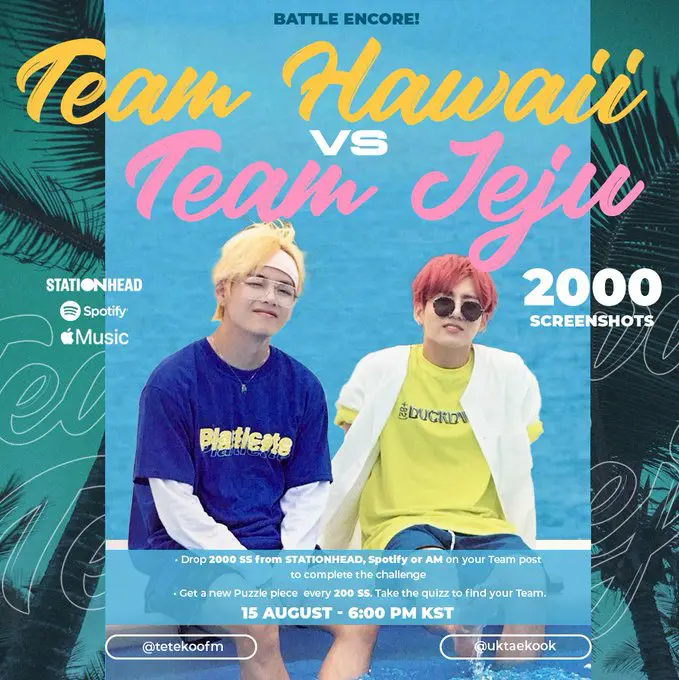 BATTLE ENCORE!
Team Hawaii
VS
Team Jeju
STATIONHEAD
Spotify
Music
2000
SCREENSHOTS
Platicate
DUCKDIV
• Drop 2000 SS from STATIONHEAD, Spotify or AM on your Team post
to complete the challenge
• Get a new Puzzle piece every 200 SS. Take the quizz to find your Team.
15 AUGUST - 6:00 PM KST
@tetekoofm
@uktaekook